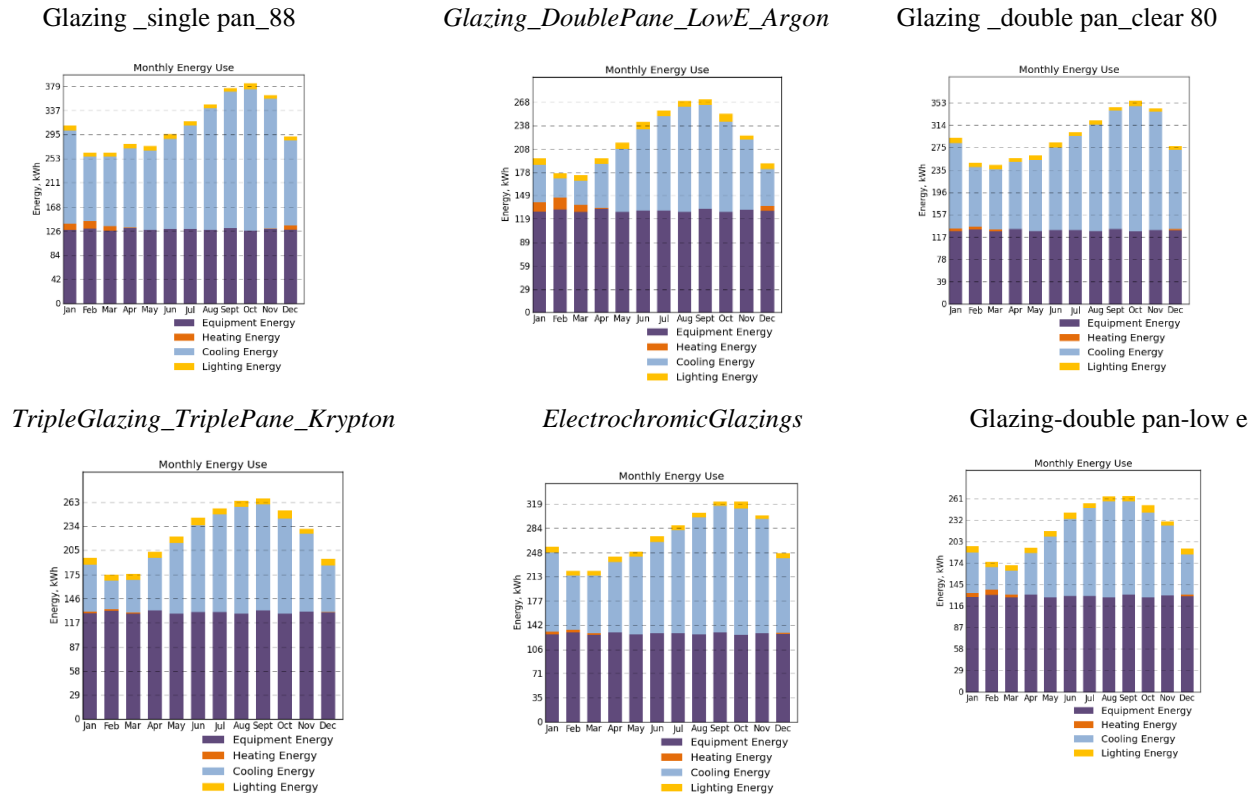 Glazing _single pan_88
Monthly Energy Use
Energy, kWh
379
337
295
253
211
168
126
84
42
0
Jan Feb Mar Apr May Jun Jul Aug Sept Oct Nov Dec
Equipment Energy
Heating Energy
Cooling Energy
Lighting Energy
Glazing_DoublePane_LowE_Argon
Monthly Energy Use
Energy, kWh
268
238
208
178
149
119
89
59
29
0
Jan Feb Mar Apr May Jun Jul Aug Sept Oct Nov Dec
Equipment Energy
Heating Energy
Cooling Energy
Lighting Energy
Glazing _double pan_clear 80
Monthly Energy Use
Energy, kWh
353
314
275
235
196
157
117
78
39
0
Jan Feb Mar Apr May Jun Jul Aug Sept Oct Nov Dec
Equipment Energy
Heating Energy
Cooling Energy
Lighting Energy
TripleGlazing_TriplePane_Krypton
Monthly Energy Use
Energy, kWh
263
234
205
175
146
117
87
58
29
0
Jan Feb Mar Apr May Jun Jul Aug Sept Oct Nov Dec
Equipment Energy
Heating Energy
Cooling Energy
Lighting Energy
ElectrochromicGlazings
Monthly Energy Use
Energy, kWh
319
284
248
213
177
142
106
71
35
0
Jan Feb Mar Apr May Jun Jul Aug Sept Oct Nov Dec
Equipment Energy
Heating Energy
Cooling Energy
Lighting Energy
Glazing-double pan-low e
Monthly Energy Use
Energy, kWh
261
232
203
174
145
116
87
58
29
0
Jan Feb Mar Apr May Jun Jul Aug Sept Oct Nov Dec
Equipment Energy
Heating Energy
Cooling Energy
Lighting Energy